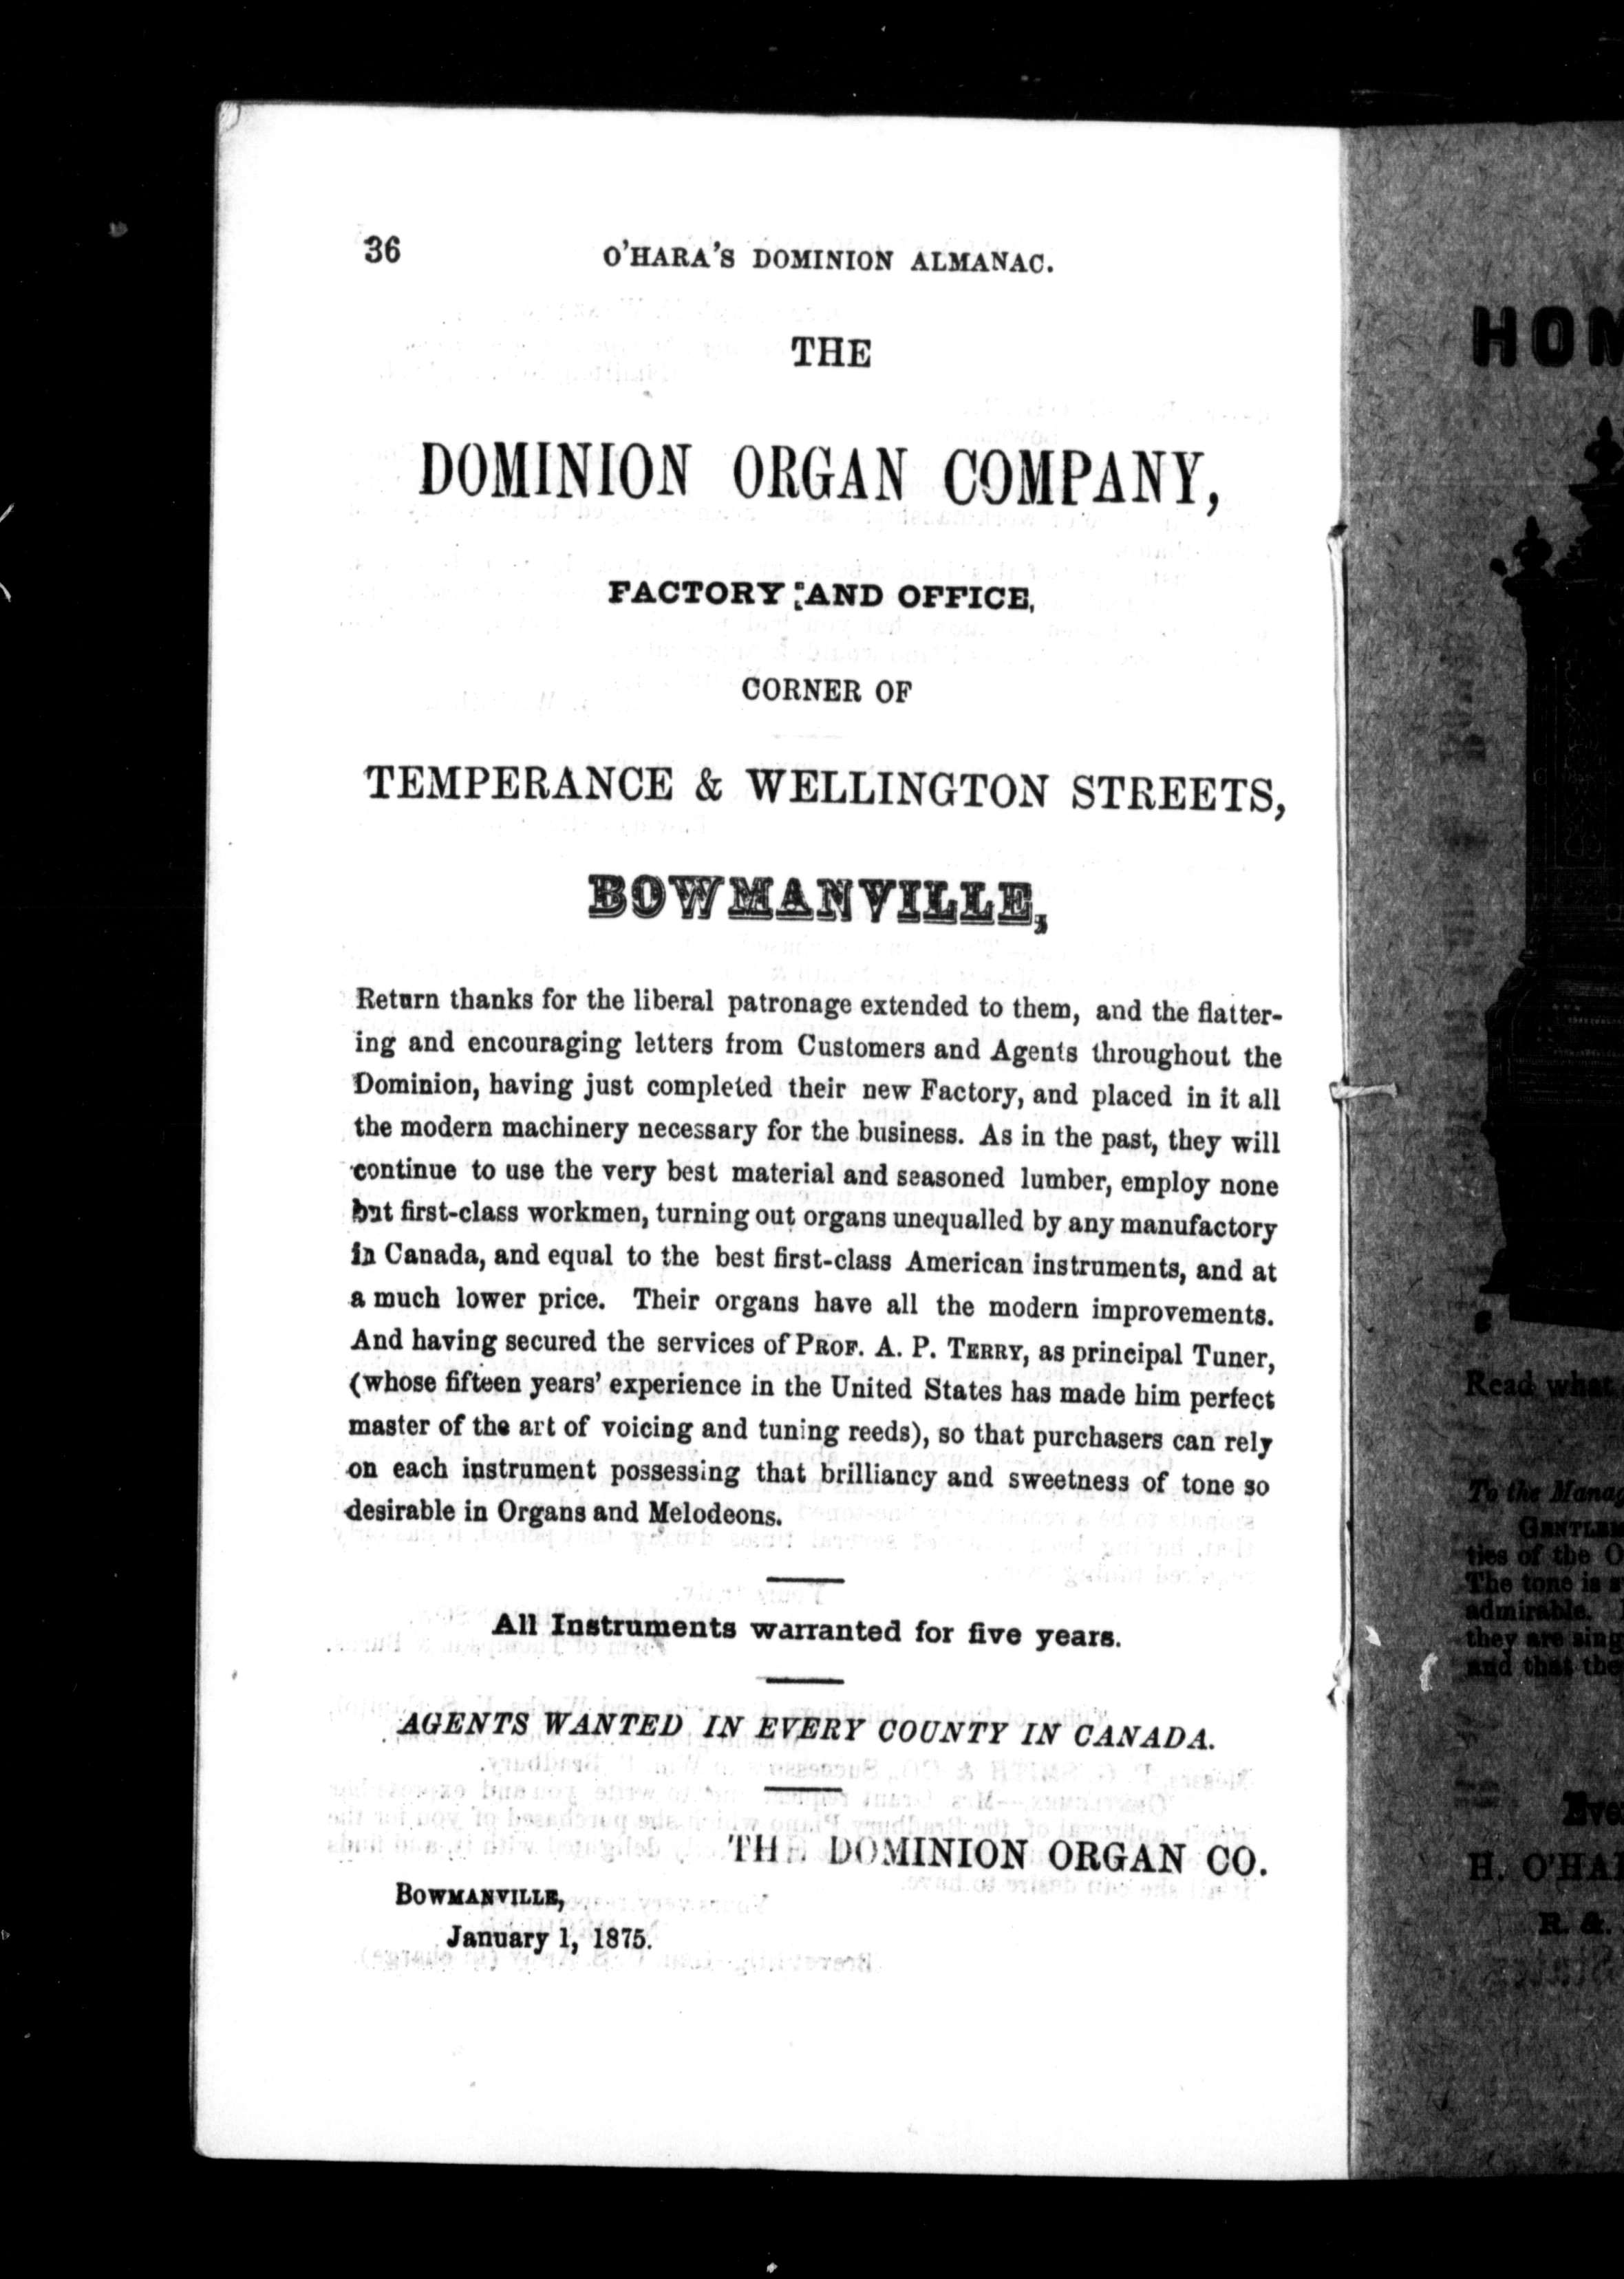 36
O'HARA'S DOMINION ALMANAC.
THE
DOMINION ORGAN COMPANY,
FACTORY AND OFFICE,
CORNER OF
TEMPERANCE & WELLINGTON STREETS,
BOWMANVILLE,
Return thanks for the liberal patronage extended to them, and the flatter-
ing and encouraging letters from Customers and Agents throughout the
Dominion, having just completed their new Factory, and placed in it all
the modern machinery necessary for the business. As in the past, they will
continue to use the very best material and seasoned lumber, employ none
but first-class workmen, turning out organs unequalled by any manufactory
in Canada, and equal to the best first-class American instruments, and at
a much lower price. Their organs have all the modern improvements.
And having secured the services of PROF. A. P. TERRY, as principal Tuner,
(whose fifteen years' experience in the United States has made him perfect
master of the art of voicing and tuning reeds), so that purchasers can rely
on each instrument possessing that brilliancy and sweetness of tone so
desirable in Organs and Melodeons.
All Instruments warranted for five years.
AGENTS WANTED IN EVERY COUNTY IN CANADA.
THE DOMINION ORGAN CO.
BOWMANVILLE,
January 1, 1875.
HOM
Read what
To the Manag
GENTLEM
ties of the O
The tone is s
admirable.
they are sing
and that the
Eve
H. O'HAR
R. &.